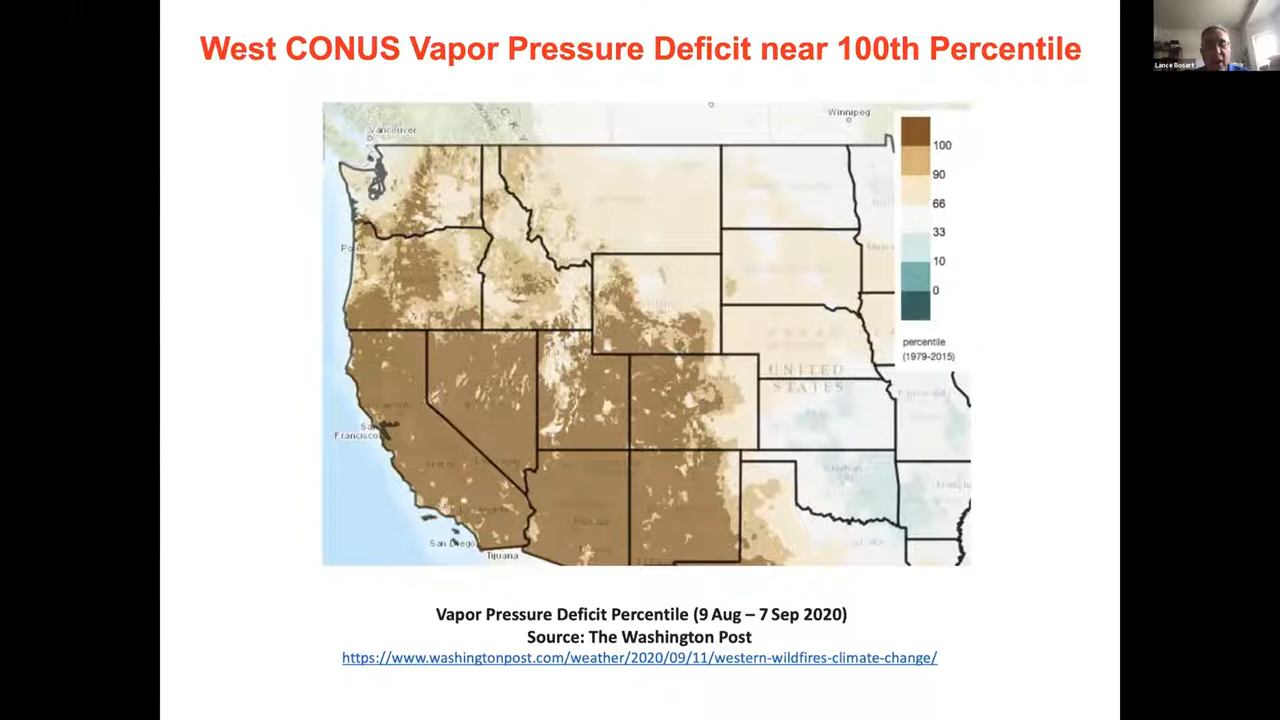 West CONUS Vapor Pressure Deficit near 100th Percentile
Lance Bosart
Winnipeg
Vancouver
100
90
66
33
10
0
percentile
(1979-2015)
UNITED
STATES
San
Francisco
San Diego
Tijuana
Vapor Pressure Deficit Percentile (9 Aug – 7 Sep 2020)
Source: The Washington Post
https://www.washingtonpost.com/weather/2020/09/11/western-wildfires-climate-change/